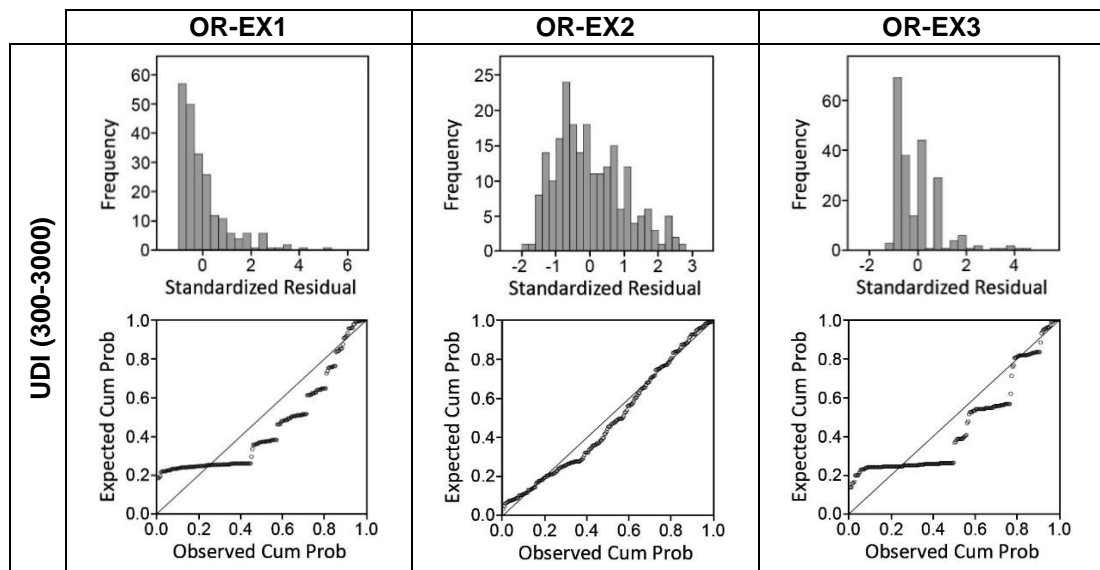 OR-EX1 OR-EX2 OR-EX3
UDI (300-3000)
Frequency
60
50
40
30
20
10
0
0 2 4 6
Standardized Residual
Frequency
25
20
15
10
5
0
-2 -1 0 1 2 3
Standardized Residual
Frequency
60
40
20
0
-2 0 2 4
Standardized Residual
Expected Cum Prob
1.0
0.8
0.6
0.4
0.2
0.0
0.0 0.2 0.4 0.6 0.8 1.0
Observed Cum Prob
Expected Cum Prob
1.0
0.8
0.6
0.4
0.2
0.0
0.0 0.2 0.4 0.6 0.8 1.0
Observed Cum Prob
Expected Cum Prob
1.0
0.8
0.6
0.4
0.2
0.0
0.0 0.2 0.4 0.6 0.8 1.0
Observed Cum Prob